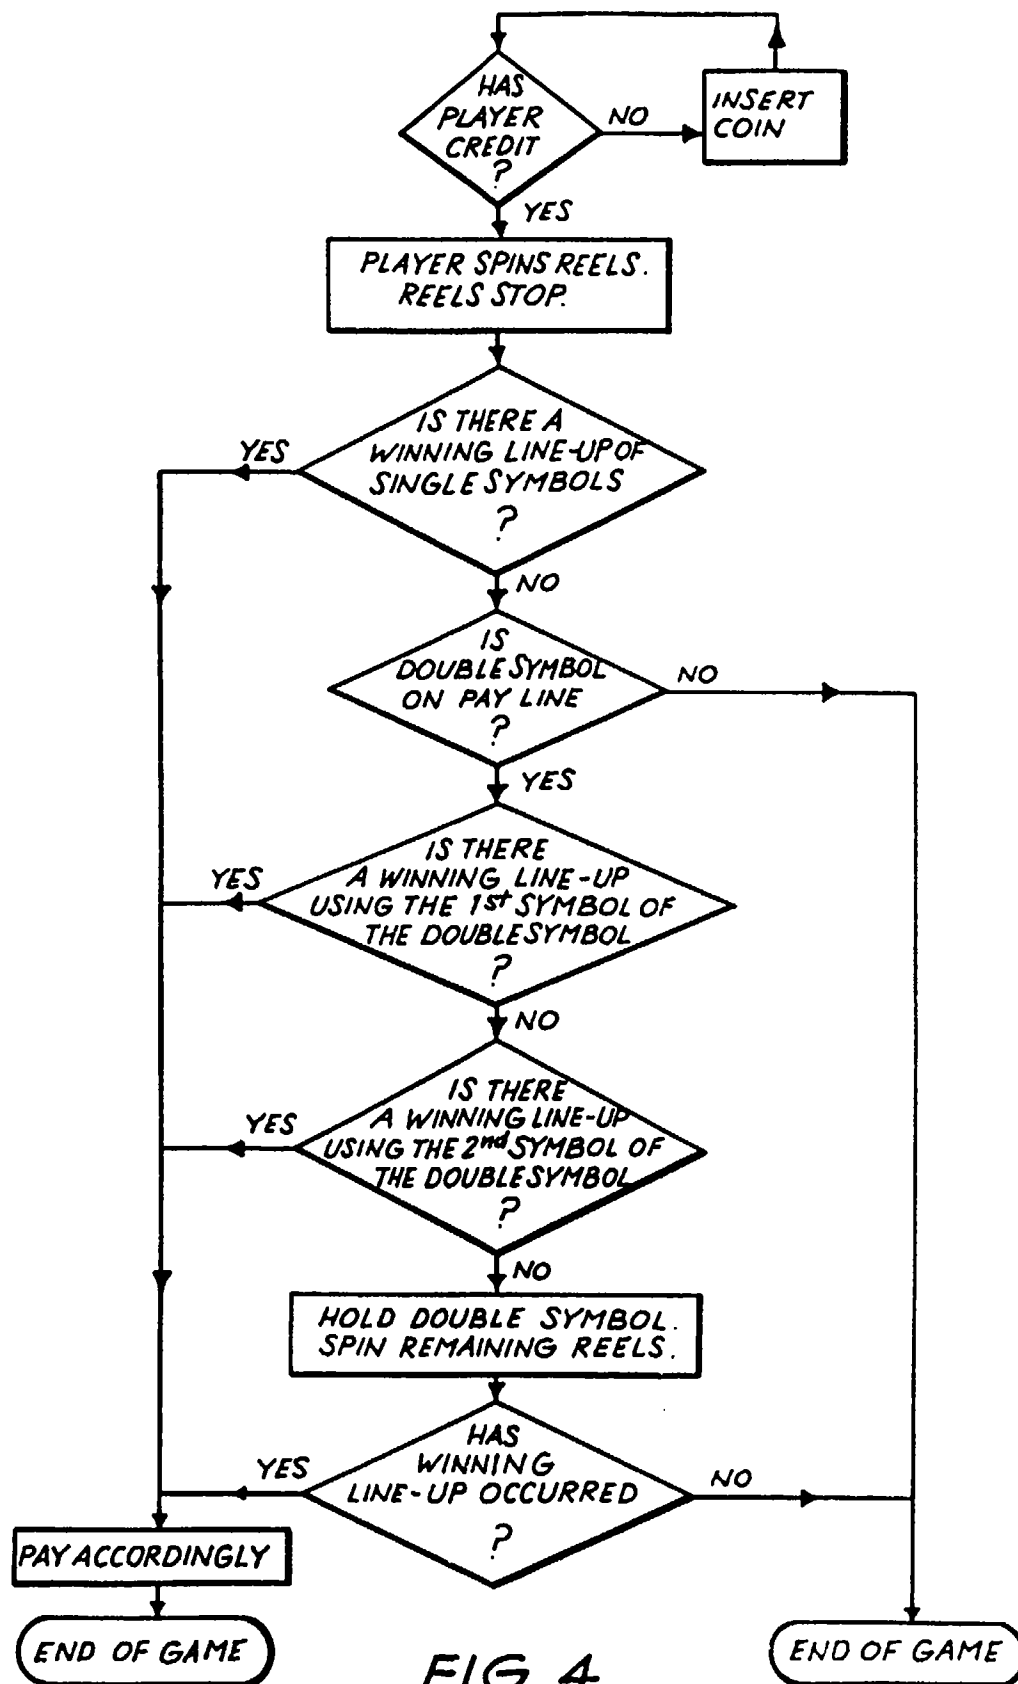 HAS
PLAYER
CREDIT
?
NO
INSERT
COIN
YES
PLAYER SPINS REELS.
REELS STOP.
IS THERE A
WINNING LINE-UP OF
SINGLE SYMBOLS
?
YES
NO
IS
DOUBLE SYMBOL
ON PAY LINE
?
NO
YES
IS THERE
A WINNING LINE-UP
USING THE 1st SYMBOL OF
THE DOUBLE SYMBOL
?
YES
NO
IS THERE
A WINNING LINE-UP
USING THE 2nd SYMBOL OF
THE DOUBLE SYMBOL
?
YES
NO
HOLD DOUBLE SYMBOL.
SPIN REMAINING REELS.
HAS
WINNING
LINE-UP OCCURRED
?
YES
NO
PAY ACCORDINGLY
END OF GAME
END OF GAME
FIG 4